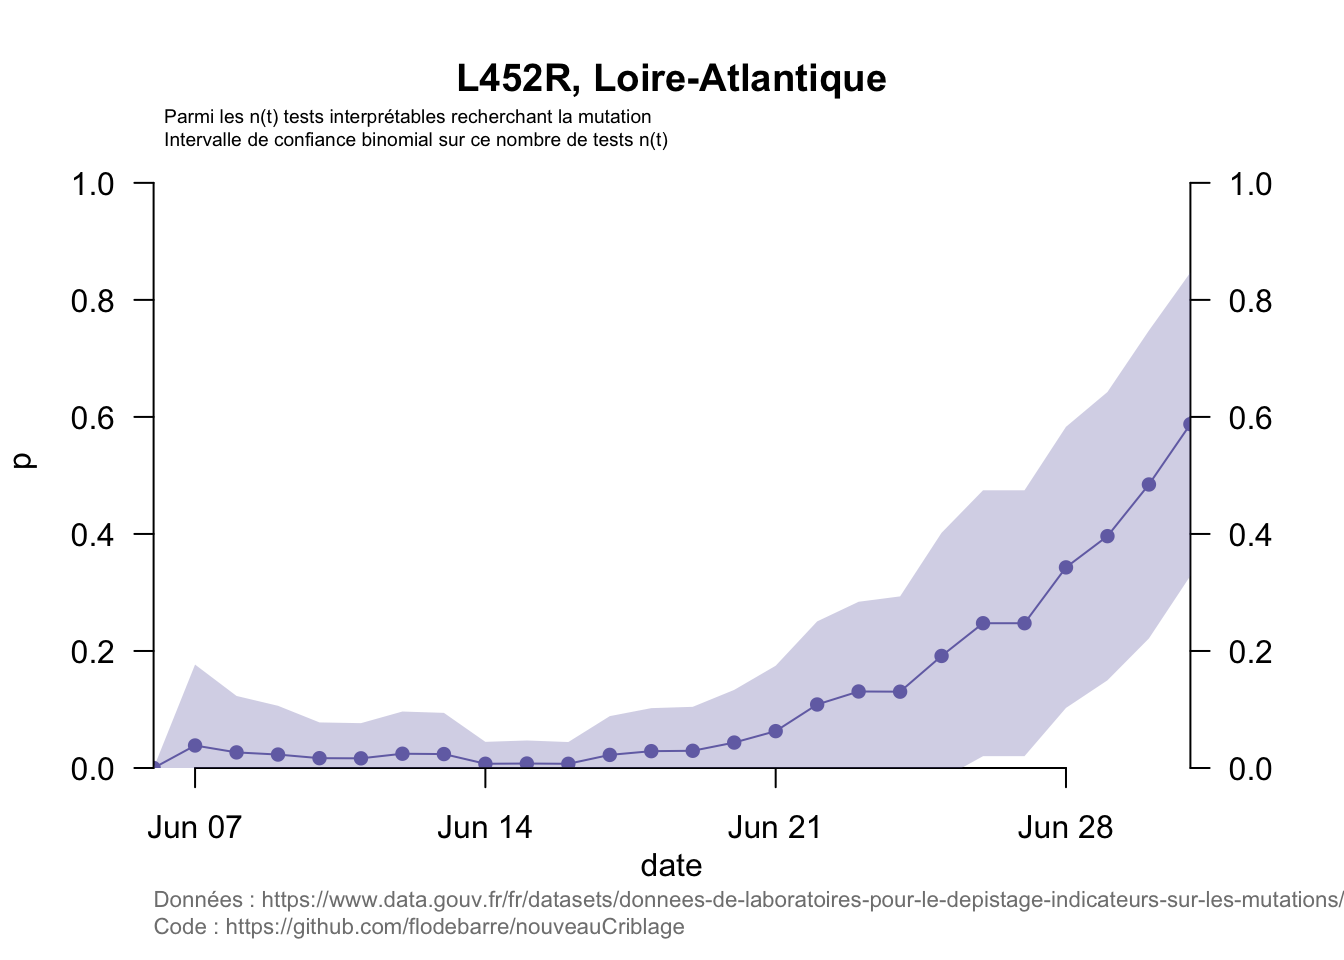 L452R, Loire-Atlantique
Parmi les n(t) tests interprétables recherchant la mutation
Intervalle de confiance binomial sur ce nombre de tests n(t)
1.0
0.8
0.6
0.4
0.2
0.0
p
1.0
0.8
0.6
0.4
0.2
0.0
Jun 07 Jun 14 Jun 21 Jun 28
date
Données : https://www.data.gouv.fr/fr/datasets/donnees-de-laboratoires-pour-le-depistage-indicateurs-sur-les-mutations/
Code : https://github.com/flodebarre/nouveauCriblage